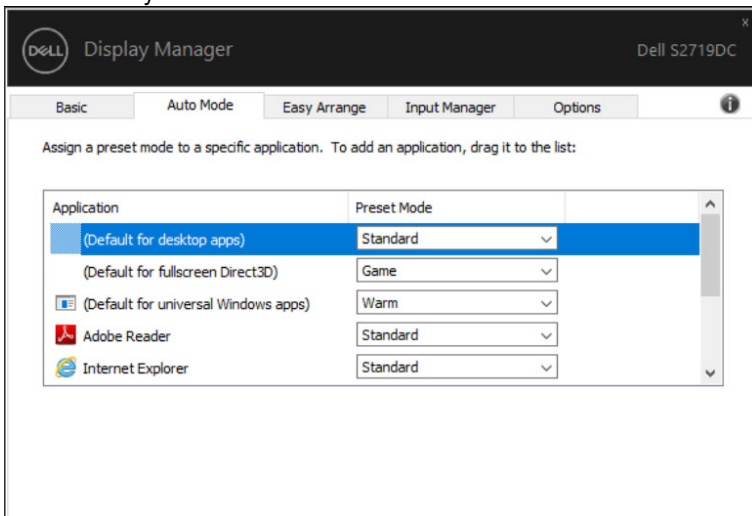 DELL Display Manager Dell S2719DC
Basic Auto Mode Easy Arrange Input Manager Options
Assign a preset mode to a specific application. To add an application, drag it to the list:
Application Preset Mode
(Default for desktop apps) Standard
(Default for fullscreen Direct3D) Game
(Default for universal Windows apps) Warm
Adobe Reader Standard
Internet Explorer Standard